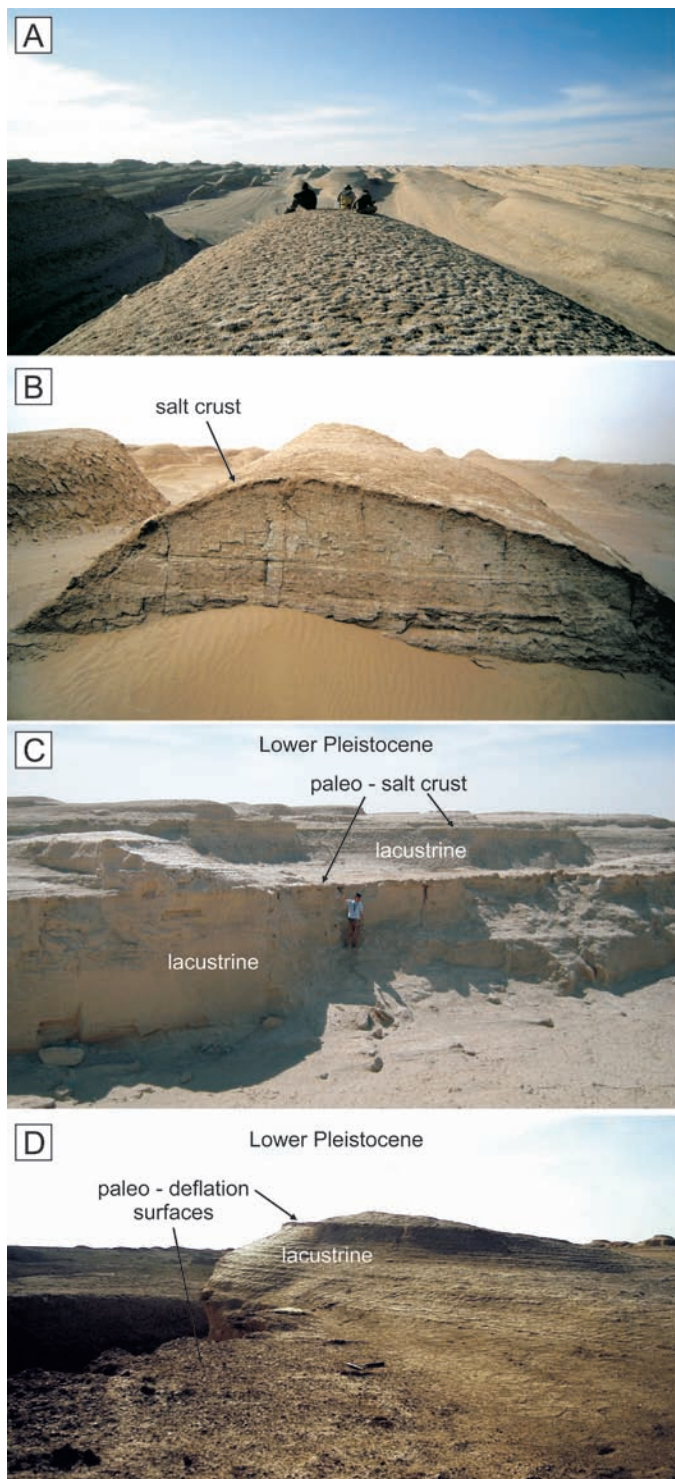 A
B
salt crust
C
Lower Pleistocene
paleo - salt crust
lacustrine
lacustrine
D
Lower Pleistocene
paleo - deflation
surfaces
lacustrine